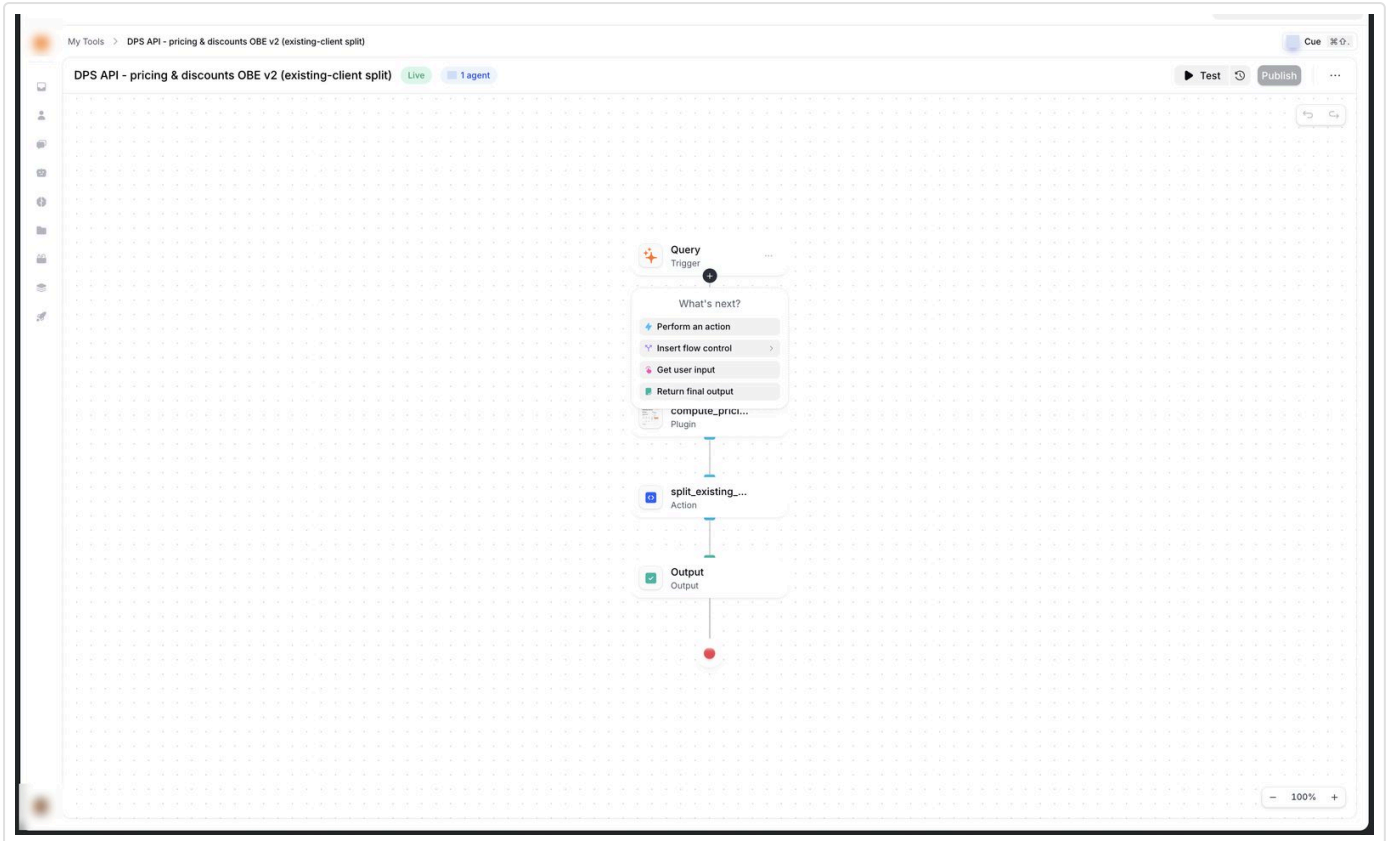 My Tools > DPS API - pricing & discounts OBE v2 (existing-client split)
Cue ⌘⇧.
DPS API - pricing & discounts OBE v2 (existing-client split) Live 1 agent
Test Publish ...
Query
Trigger
What's next?
Perform an action
Insert flow control
Get user input
Return final output
compute_prici...
Plugin
split_existing_...
Action
Output
Output
− 100% +